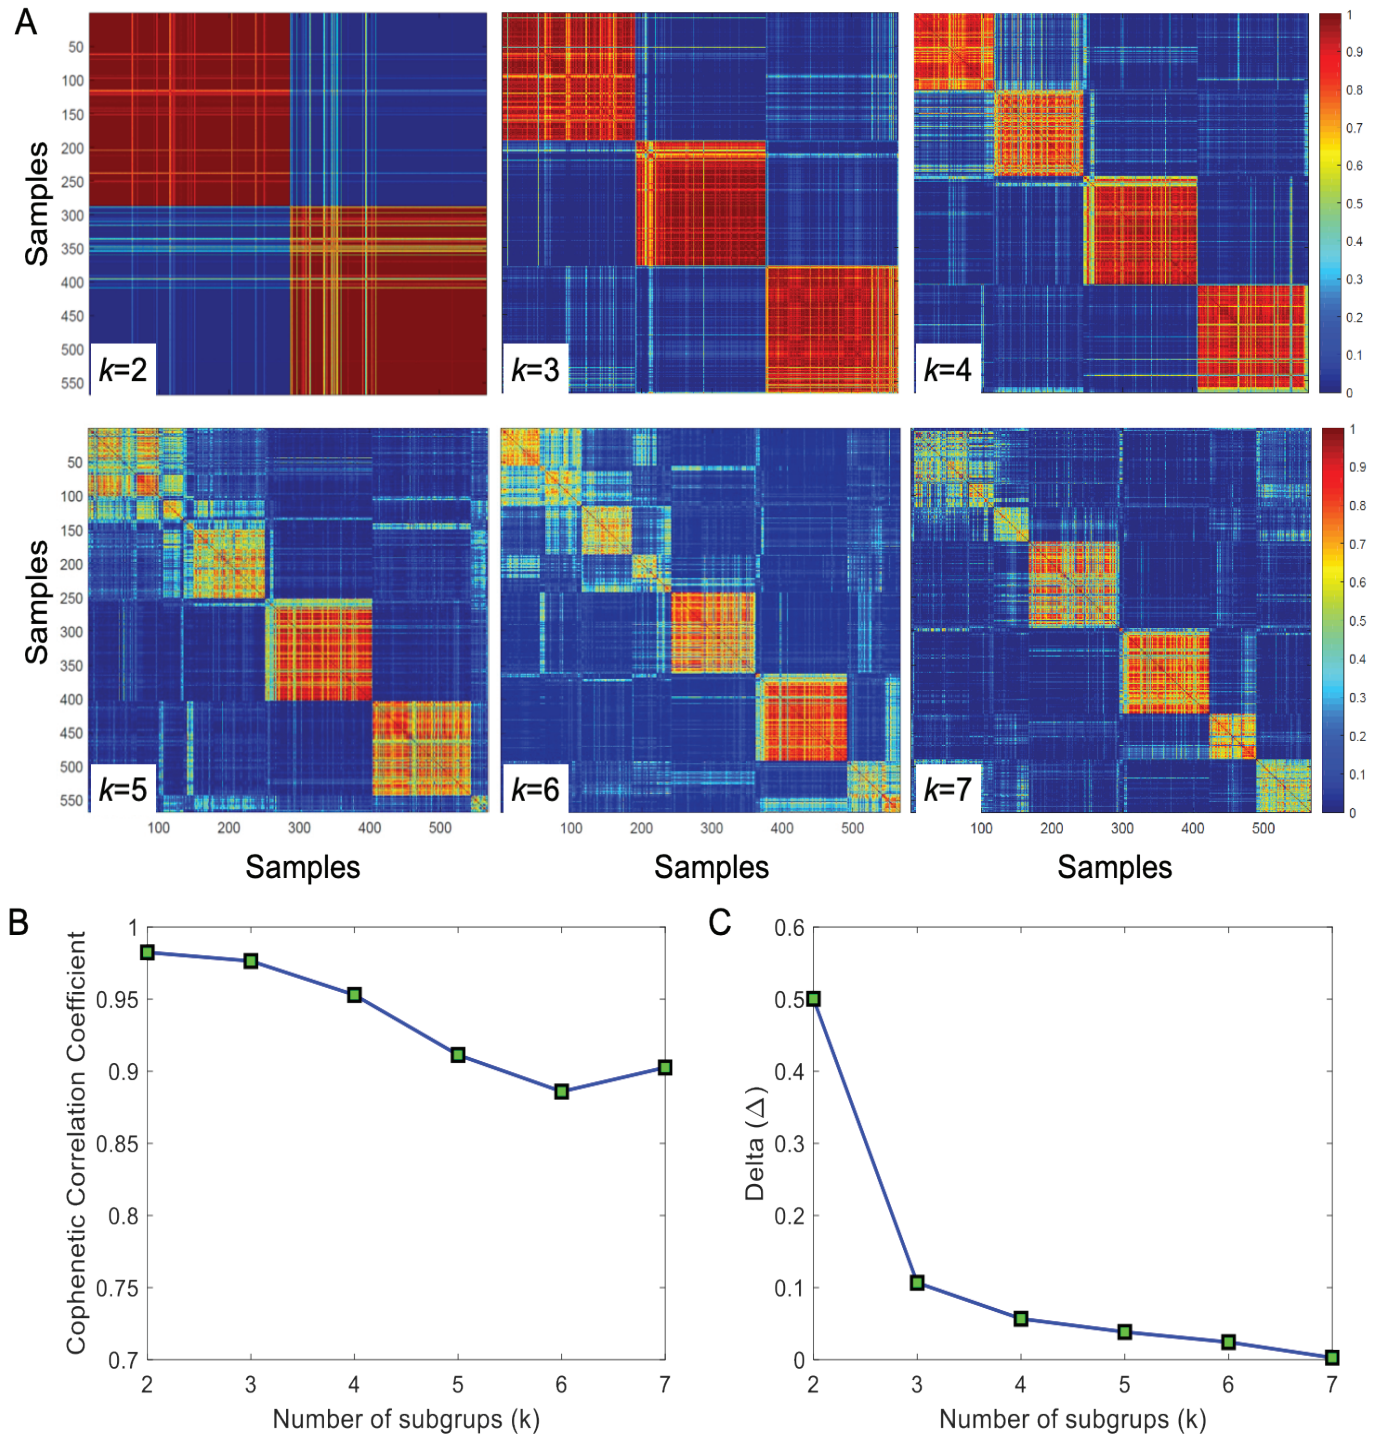 A
50
100
150
200
250
300
350
400
450
500
550
Samples
k=2
k=3
k=4
1
0.9
0.8
0.7
0.6
0.5
0.4
0.3
0.2
0.1
0
50
100
150
200
250
300
350
400
450
500
550
Samples
k=5
k=6
k=7
1
0.9
0.8
0.7
0.6
0.5
0.4
0.3
0.2
0.1
0
100 200 300 400 500
100 200 300 400 500
100 200 300 400 500
Samples
Samples
Samples
B
1
0.95
0.9
0.85
0.8
0.75
0.7
Cophenetic Correlation Coefficient
2 3 4 5 6 7
Number of subgrups (k)
C
0.6
0.5
0.4
0.3
0.2
0.1
0
Delta (Δ)
2 3 4 5 6 7
Number of subgrups (k)